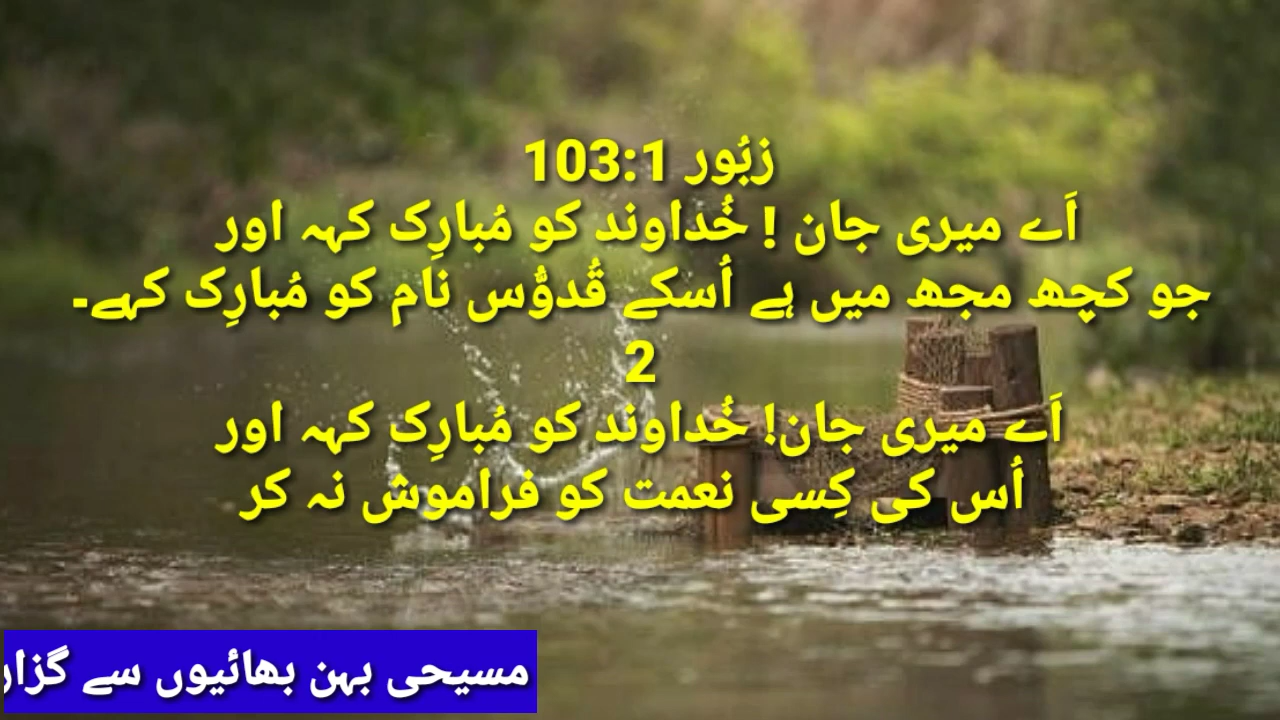 زبُور 103:1
اَے میری جان ! خُداوند کو مُبارِک کہہ اور
جو کچھ مجھ میں ہے اُسکے قُدوُّس نام کو مُبارِک کہے۔
2
اَے میری جان! خُداوند کو مُبارِک کہہ اور
اُس کی کِسی نعمت کو فراموش نہ کر
مسیحی بہن بھائیوں سے